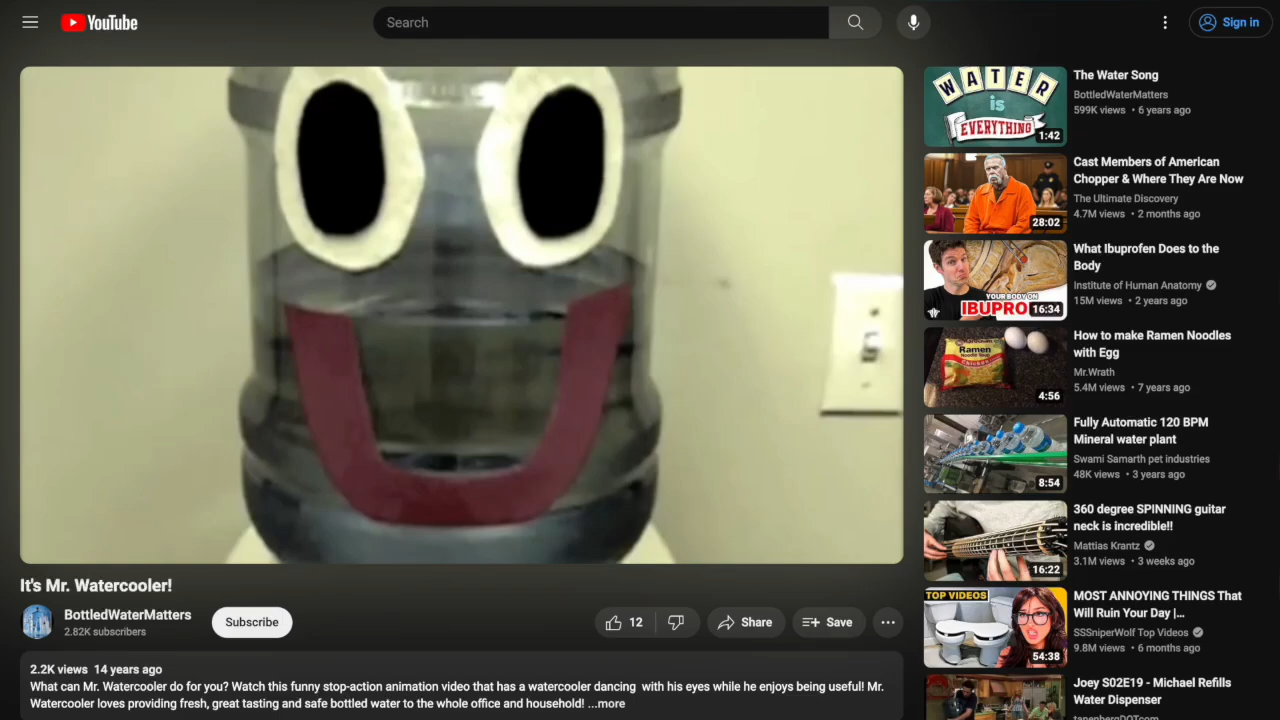 YouTube
Search
Sign in
It's Mr. Watercooler!
BottledWaterMatters
2.82K subscribers
Subscribe
12
Share
Save
2.2K views 14 years ago
What can Mr. Watercooler do for you? Watch this funny stop-action animation video that has a watercooler dancing with his eyes while he enjoys being useful! Mr.
Watercooler loves providing fresh, great tasting and safe bottled water to the whole office and household! ...more
WATER
is
EVERYTHING
1:42
The Water Song
BottledWaterMatters
599K views • 6 years ago
28:02
Cast Members of American
Chopper & Where They Are Now
The Ultimate Discovery
4.7M views • 2 months ago
YOUR BODY ON
IBUPRO
16:34
What Ibuprofen Does to the
Body
Institute of Human Anatomy
15M views • 2 years ago
Ramen
Noodle Soup
Chicken
4:56
How to make Ramen Noodles
with Egg
Mr.Wrath
5.4M views • 7 years ago
8:54
Fully Automatic 120 BPM
Mineral water plant
Swami Samarth pet industries
48K views • 3 years ago
16:22
360 degree SPINNING guitar
neck is incredible!!
Mattias Krantz
3.1M views • 3 weeks ago
TOP VIDEOS
54:38
MOST ANNOYING THINGS That
Will Ruin Your Day |...
SSSniperWolf Top Videos
9.8M views • 6 months ago
Joey S02E19 - Michael Refills
Water Dispenser